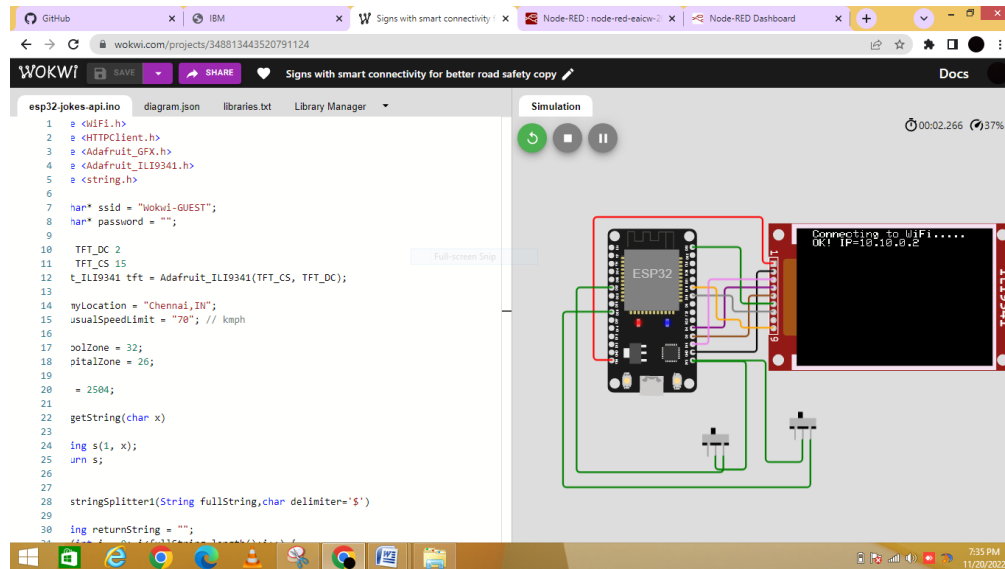 GitHub
IBM
Signs with smart connectivity f
Node-RED : node-red-eaicw-2
Node-RED Dashboard
wokwi.com/projects/348813443520791124
WOKWi
SAVE
SHARE
Signs with smart connectivity for better road safety copy
Docs
esp32-jokes-api.ino
diagram.json
libraries.txt
Library Manager
1 e <WiFi.h>
2 e <HTTPClient.h>
3 e <Adafruit_GFX.h>
4 e <Adafruit_ILI9341.h>
5 e <string.h>
6
7 har* ssid = "Wokwi-GUEST";
8 har* password = "";
9
10 TFT_DC 2
11 TFT_CS 15
12 t_ILI9341 tft = Adafruit_ILI9341(TFT_CS, TFT_DC);
13
14 myLocation = "Chennai,IN";
15 usualSpeedLimit = "70"; // kmph
16
17 oolZone = 32;
18 pitalZone = 26;
19
20 = 2504;
21
22 getString(char x)
23
24 ing s(1, x);
25 urn s;
26
27
28 stringSplitter1(String fullString,char delimiter='$')
29
30 ing returnString = "";
Full-screen Snip
Simulation
00:02.266
37%
ESP32
Connecting to WiFi.....
OK! IP=10.10.0.2
1
9
ILI9341
7:35 PM